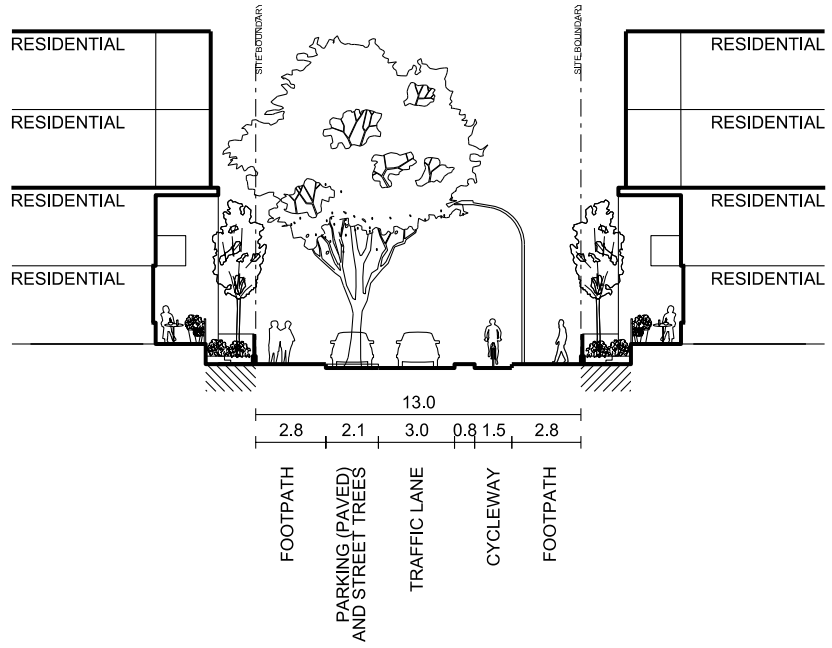 SITE BOUNDARY
SITE BOUNDARY
RESIDENTIAL
RESIDENTIAL
RESIDENTIAL
RESIDENTIAL
RESIDENTIAL
RESIDENTIAL
RESIDENTIAL
RESIDENTIAL
13.0
2.8 2.1 3.0 0.8 1.5 2.8
FOOTPATH
PARKING (PAVED)
AND STREET TREES
TRAFFIC LANE
CYCLEWAY
FOOTPATH